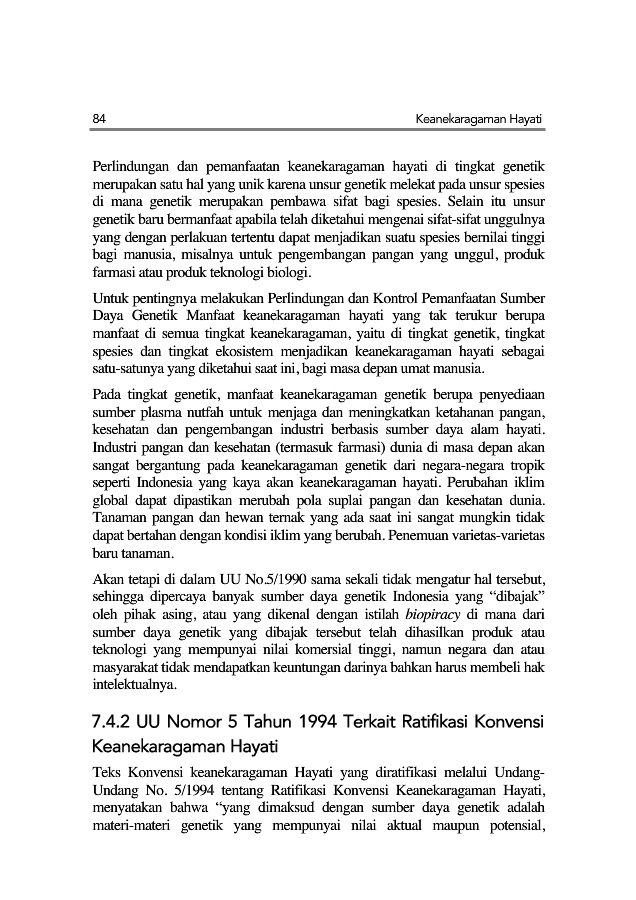 84 Keanekaragaman Hayati
Perlindungan dan pemanfaatan keanekaragaman hayati di tingkat genetik
merupakan satu hal yang unik karena unsur genetik melekat pada unsur spesies
di mana genetik merupakan pembawa sifat bagi spesies. Selain itu unsur
genetik baru bermanfaat apabila telah diketahui mengenai sifat-sifat unggulnya
yang dengan perlakuan tertentu dapat menjadikan suatu spesies bernilai tinggi
bagi manusia, misalnya untuk pengembangan pangan yang unggul, produk
farmasi atau produk teknologi biologi.
Untuk pentingnya melakukan Perlindungan dan Kontrol Pemanfaatan Sumber
Daya Genetik Manfaat keanekaragaman hayati yang tak terukur berupa
manfaat di semua tingkat keanekaragaman, yaitu di tingkat genetik, tingkat
spesies dan tingkat ekosistem menjadikan keanekaragaman hayati sebagai
satu-satunya yang diketahui saat ini, bagi masa depan umat manusia.
Pada tingkat genetik, manfaat keanekaragaman genetik berupa penyediaan
sumber plasma nutfah untuk menjaga dan meningkatkan ketahanan pangan,
kesehatan dan pengembangan industri berbasis sumber daya alam hayati.
Industri pangan dan kesehatan (termasuk farmasi) dunia di masa depan akan
sangat bergantung pada keanekaragaman genetik dari negara-negara tropik
seperti Indonesia yang kaya akan keanekaragaman hayati. Perubahan iklim
global dapat dipastikan merubah pola suplai pangan dan kesehatan dunia.
Tanaman pangan dan hewan ternak yang ada saat ini sangat mungkin tidak
dapat bertahan dengan kondisi iklim yang berubah. Penemuan varietas-varietas
baru tanaman.
Akan tetapi di dalam UU No.5/1990 sama sekali tidak mengatur hal tersebut,
sehingga dipercaya banyak sumber daya genetik Indonesia yang “dibajak”
oleh pihak asing, atau yang dikenal dengan istilah biopiracy di mana dari
sumber daya genetik yang dibajak tersebut telah dihasilkan produk atau
teknologi yang mempunyai nilai komersial tinggi, namun negara dan atau
masyarakat tidak mendapatkan keuntungan darinya bahkan harus membeli hak
intelektualnya.
7.4.2 UU Nomor 5 Tahun 1994 Terkait Ratifikasi Konvensi
Keanekaragaman Hayati
Teks Konvensi keanekaragaman Hayati yang diratifikasi melalui Undang-
Undang No. 5/1994 tentang Ratifikasi Konvensi Keanekaragaman Hayati,
menyatakan bahwa “yang dimaksud dengan sumber daya genetik adalah
materi-materi genetik yang mempunyai nilai aktual maupun potensial,